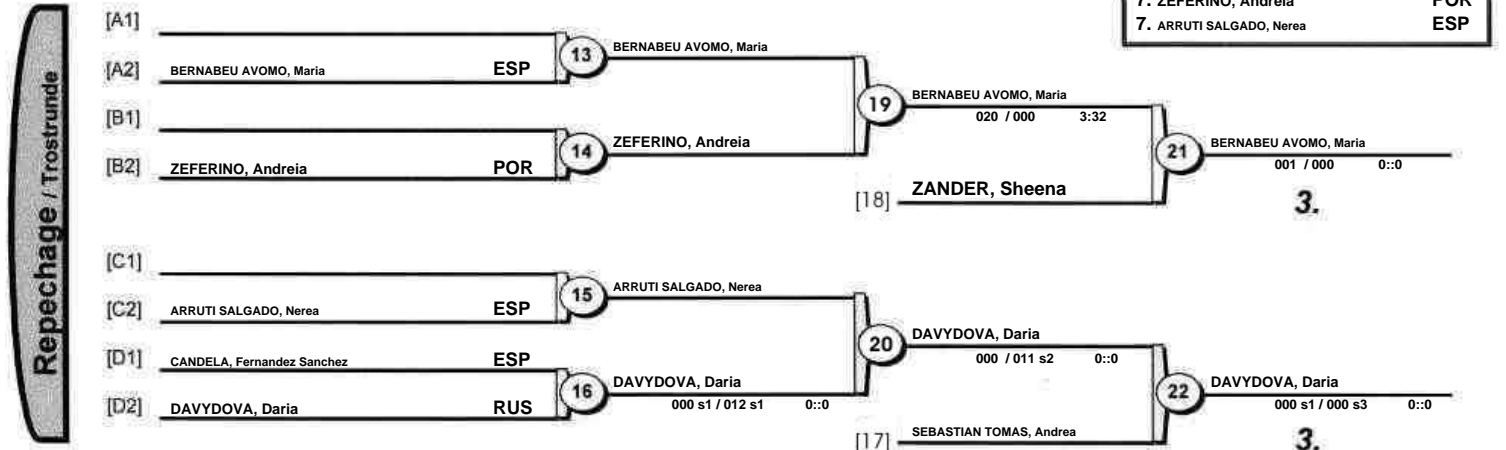 7. ZEFERINO, Andreia POR
7. ARRUTI SALGADO, Nerea ESP
Repechage / Trostrunde
[A1]
[A2] BERNABEU AVOMO, Maria ESP
13 BERNABEU AVOMO, Maria
[B1]
[B2] ZEFERINO, Andreia POR
14 ZEFERINO, Andreia
19 BERNABEU AVOMO, Maria
020 / 000 3:32
[18] ZANDER, Sheena
21 BERNABEU AVOMO, Maria
001 / 000 0::0
3.
[C1]
[C2] ARRUTI SALGADO, Nerea ESP
15 ARRUTI SALGADO, Nerea
[D1] CANDELA, Fernandez Sanchez ESP
[D2] DAVYDOVA, Daria RUS
16 DAVYDOVA, Daria
000 s1 / 012 s1 0::0
20 DAVYDOVA, Daria
000 / 011 s2 0::0
[17] SEBASTIAN TOMAS, Andrea
22 DAVYDOVA, Daria
000 s1 / 000 s3 0::0
3.